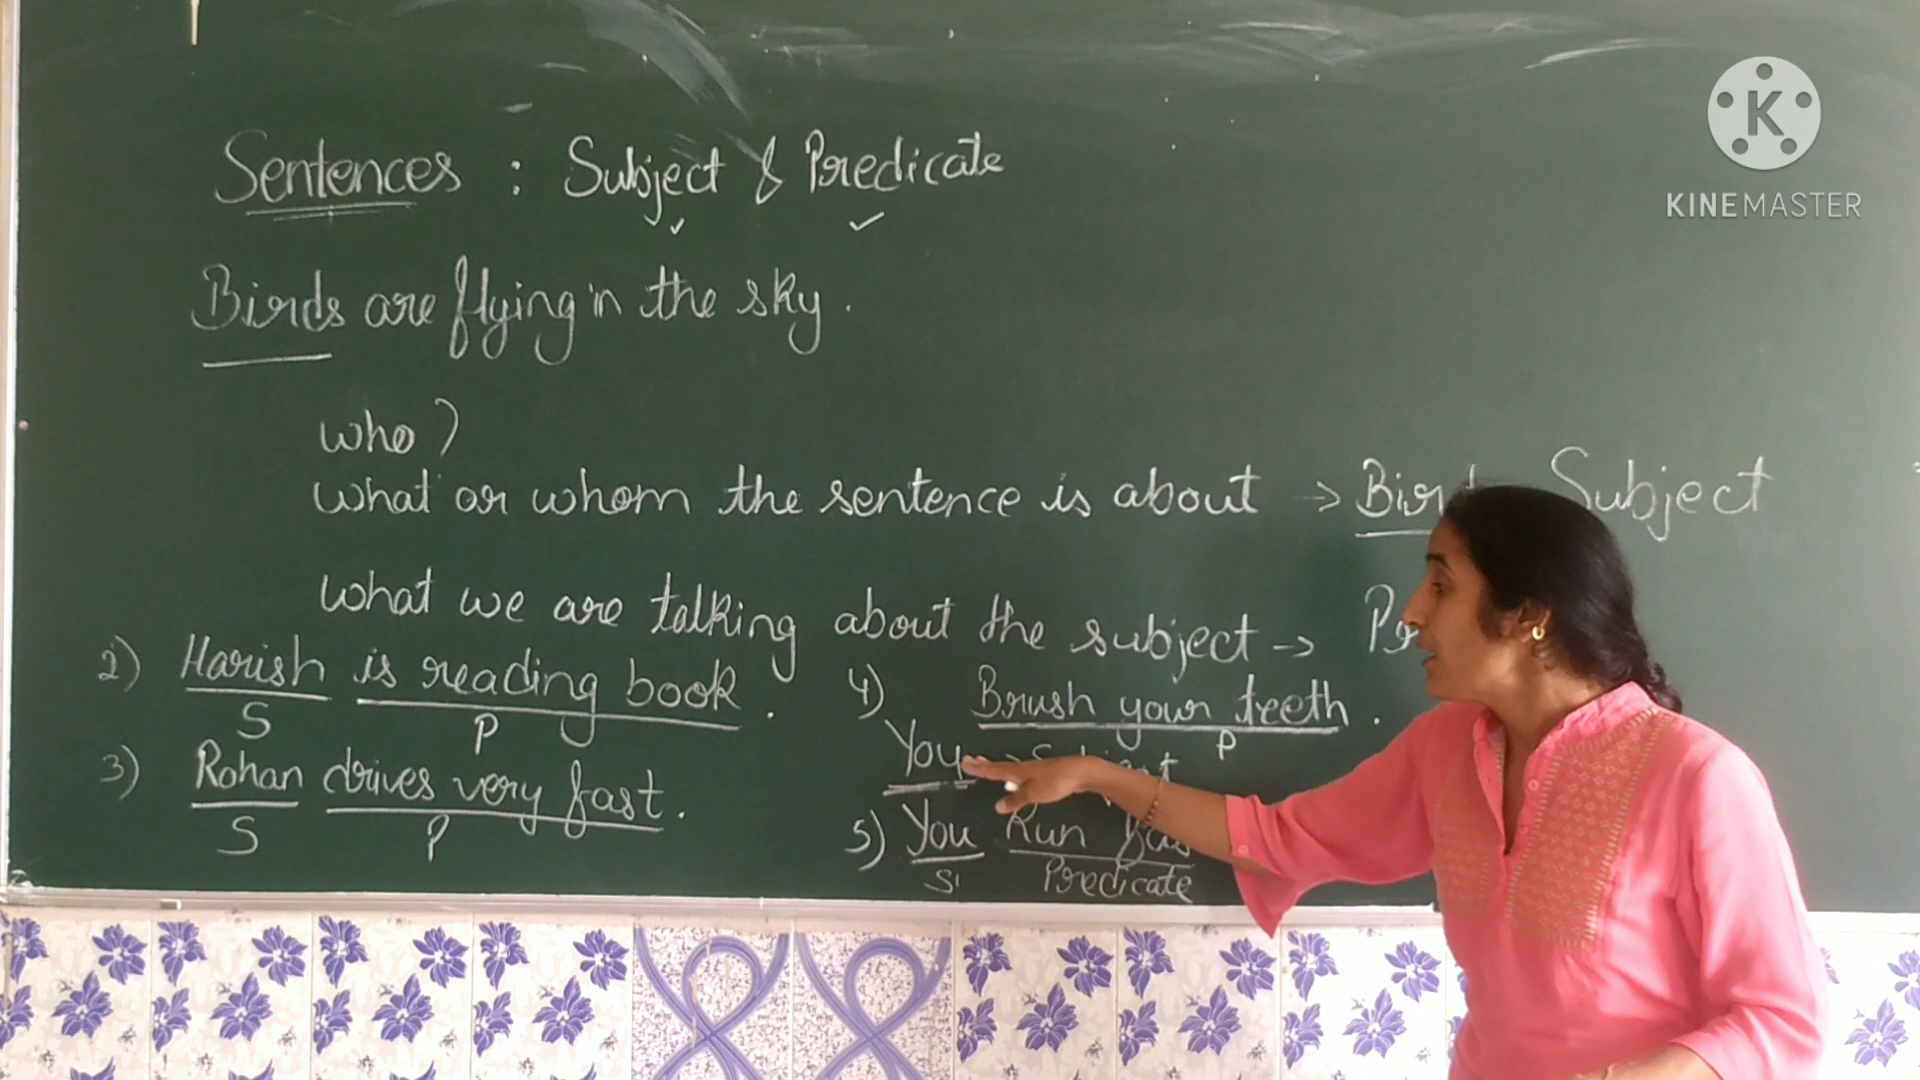 Sentences : Subject & Predicate
Birds are flying in the sky.
who?
what or whom the sentence is about → Subject
what we are talking about the subject →
2) Harish is reading book.
S P
3) Rohan drives very fast.
S P
4) Brush your teeth.
P
You → Subject
5) You Run
S Predicate
K
KINEMASTER